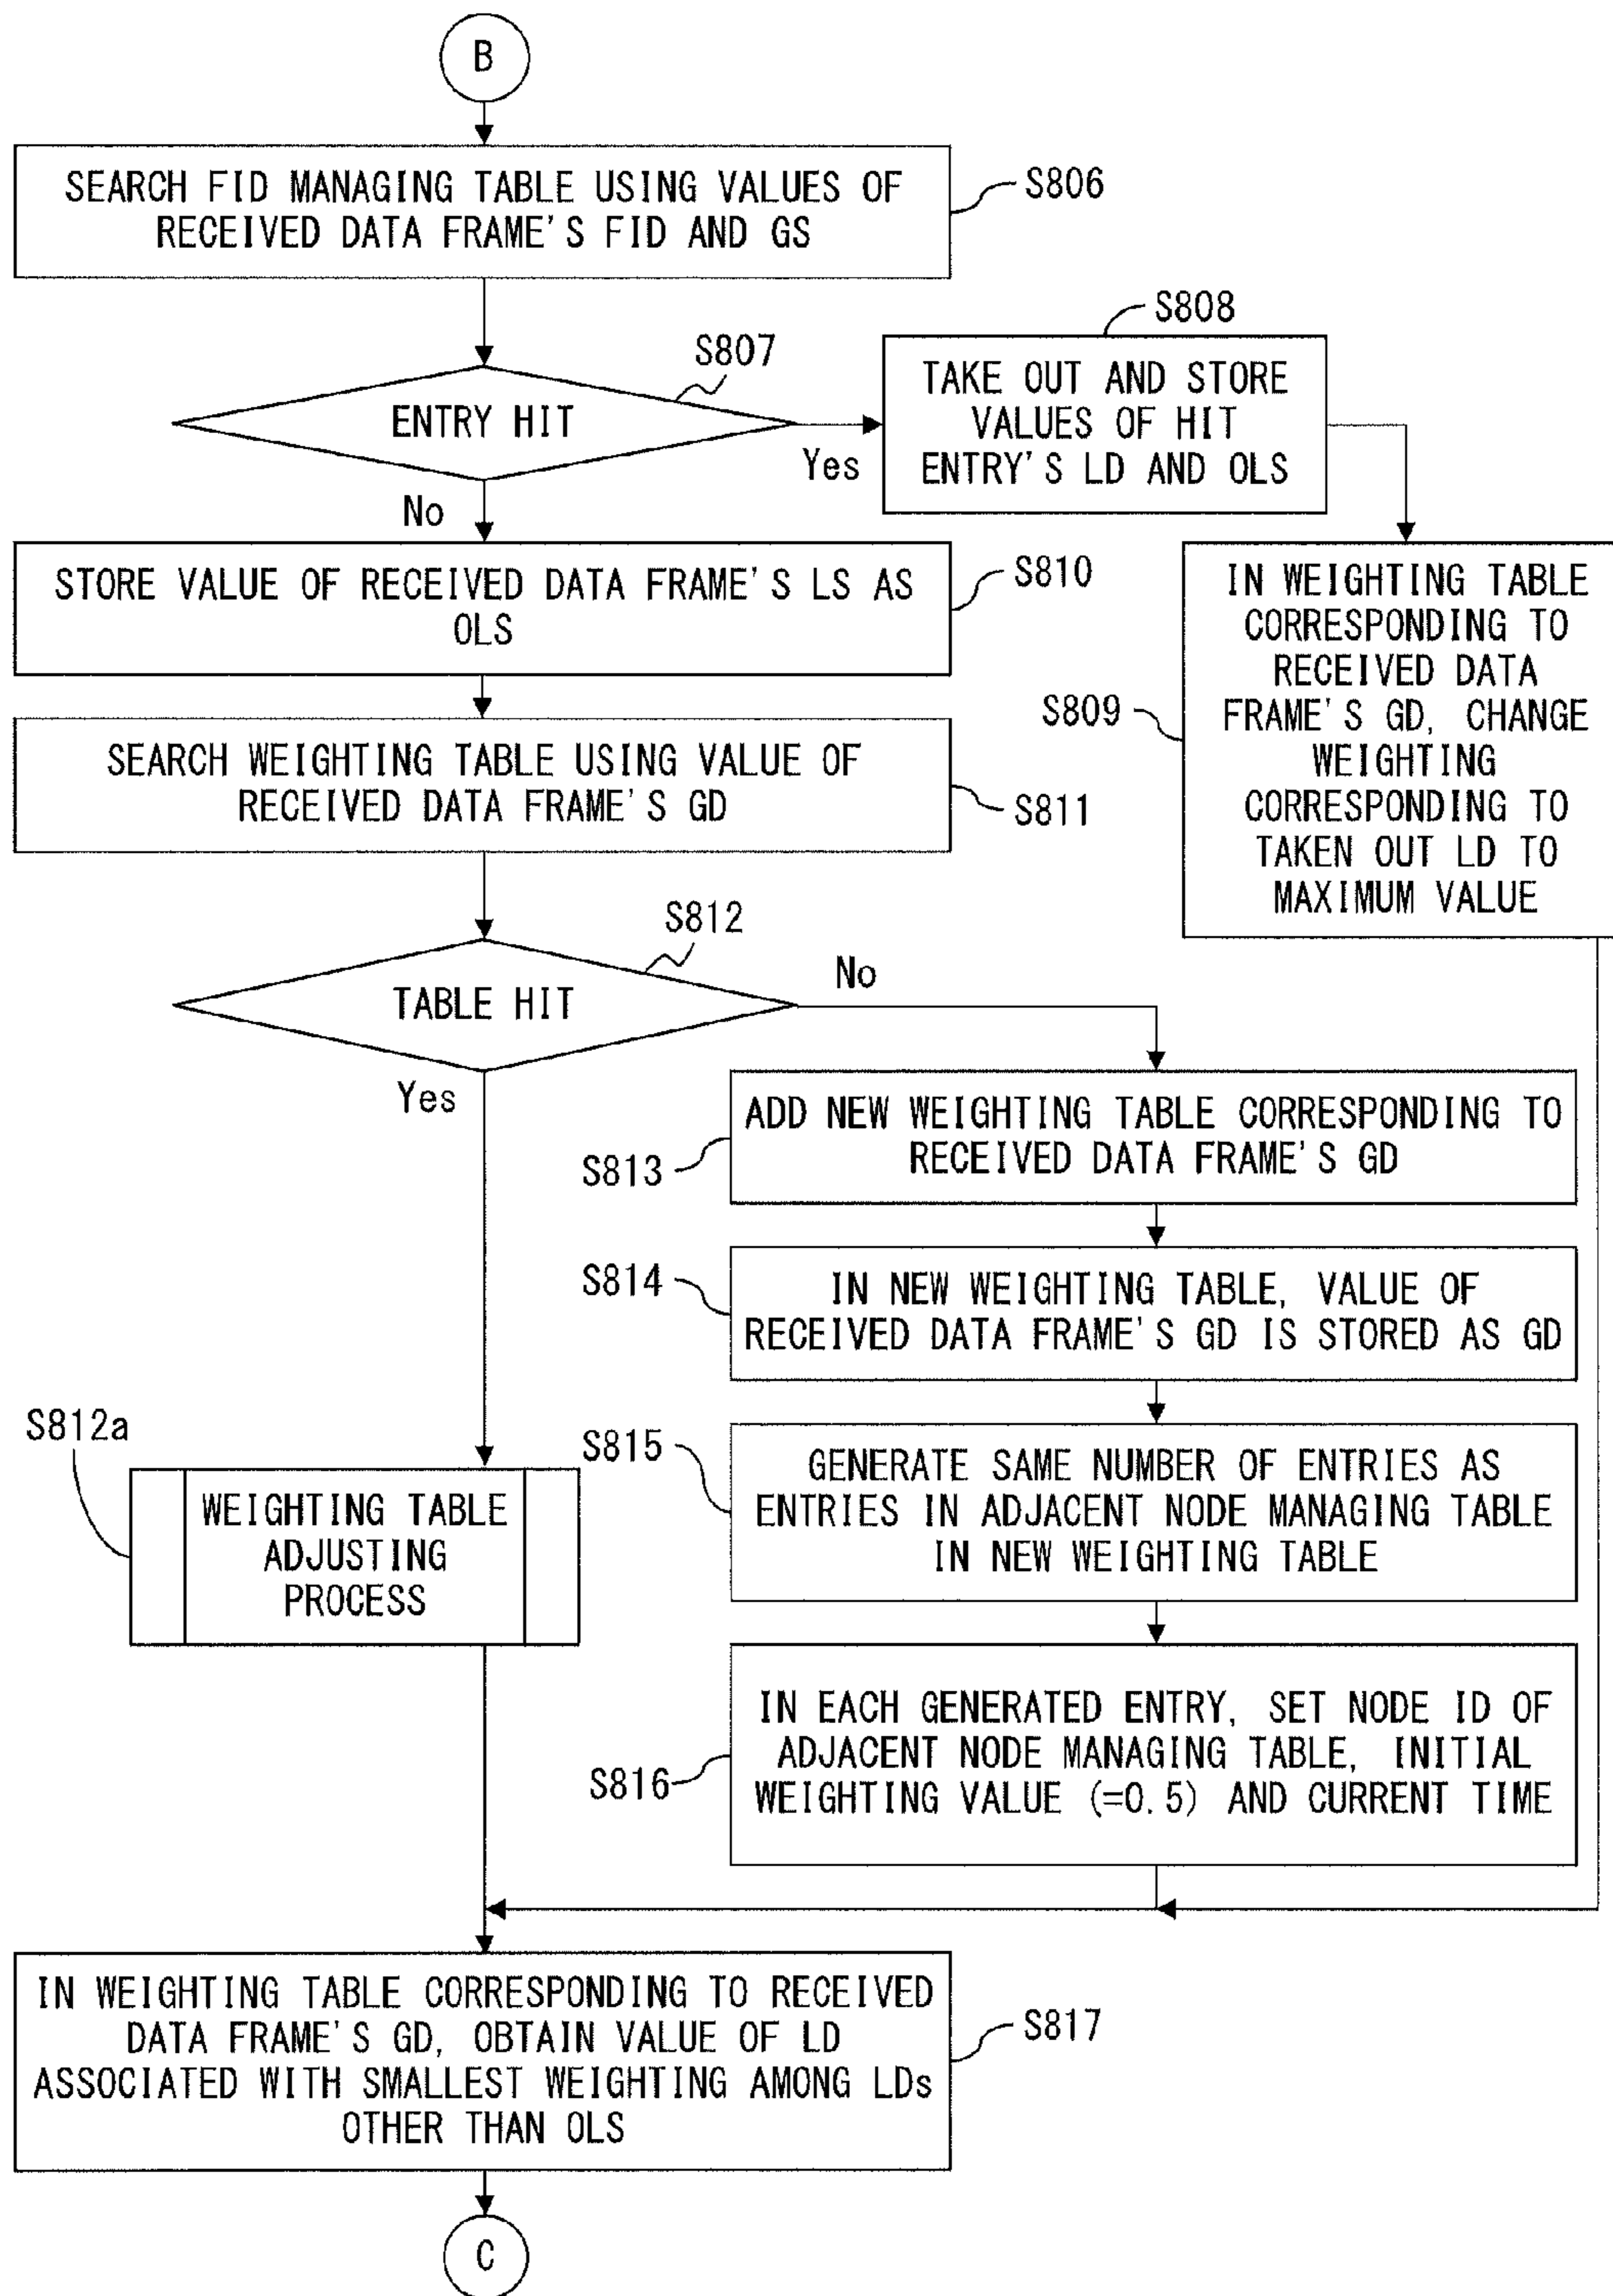 B
SEARCH FID MANAGING TABLE USING VALUES OF
RECEIVED DATA FRAME'S FID AND GS
S806
S807
ENTRY HIT
Yes
No
S808
TAKE OUT AND STORE
VALUES OF HIT
ENTRY'S LD AND OLS
S809
IN WEIGHTING TABLE
CORRESPONDING TO
RECEIVED DATA
FRAME'S GD, CHANGE
WEIGHTING
CORRESPONDING TO
TAKEN OUT LD TO
MAXIMUM VALUE
STORE VALUE OF RECEIVED DATA FRAME'S LS AS
OLS
S810
SEARCH WEIGHTING TABLE USING VALUE OF
RECEIVED DATA FRAME'S GD
S811
S812
TABLE HIT
No
Yes
ADD NEW WEIGHTING TABLE CORRESPONDING TO
RECEIVED DATA FRAME'S GD
S813
S814
IN NEW WEIGHTING TABLE, VALUE OF
RECEIVED DATA FRAME'S GD IS STORED AS GD
S812a
WEIGHTING TABLE
ADJUSTING
PROCESS
S815
GENERATE SAME NUMBER OF ENTRIES AS
ENTRIES IN ADJACENT NODE MANAGING TABLE
IN NEW WEIGHTING TABLE
S816
IN EACH GENERATED ENTRY, SET NODE ID OF
ADJACENT NODE MANAGING TABLE, INITIAL
WEIGHTING VALUE (=0.5) AND CURRENT TIME
IN WEIGHTING TABLE CORRESPONDING TO RECEIVED
DATA FRAME'S GD, OBTAIN VALUE OF LD
ASSOCIATED WITH SMALLEST WEIGHTING AMONG LDs
OTHER THAN OLS
S817
C